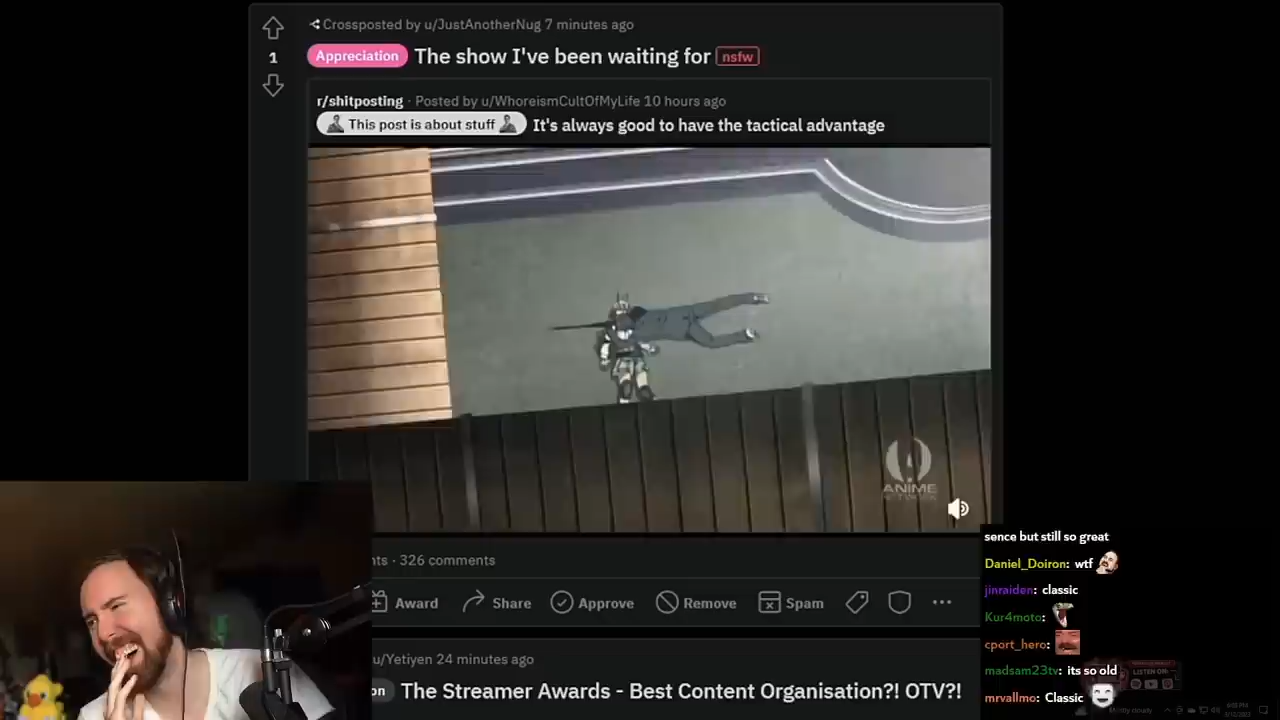 Crossposted by u/JustAnotherNug 7 minutes ago
1
Appreciation The show I've been waiting for nsfw
r/shitposting · Posted by u/WhoreismCultOfMyLife 10 hours ago
This post is about stuff It's always good to have the tactical advantage
ANIME
nts · 326 comments
Award Share Approve Remove Spam
u/Yetiyen 24 minutes ago
on The Streamer Awards - Best Content Organisation?! OTV?!
sence but still so great
Daniel_Doiron: wtf
jinraiden: classic
Kur4moto:
cport_hero:
madsam23tv: its so old
LISTEN ON:
mrvallmo: Classic